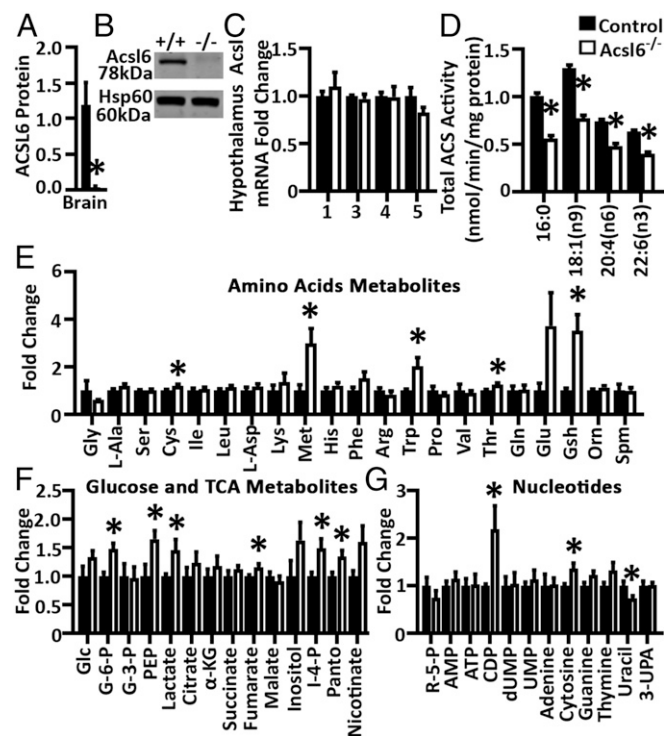 A
ACSL6 Protein
2.0
1.5
1.0
0.5
0.0
*
Brain
B
+/+ -/-
Acsl6
78kDa
Hsp60
60kDa
C
Hypothalamus Acsl
mRNA Fold Change
1.5
1.0
0.5
0
1 3 4 5
D
Control
Acsl6-/-
Total ACS Activity
(nmol/min/mg protein)
1.5
1.0
0.5
0
* * * *
16:0
18:1(n9)
20:4(n6)
22:6(n3)
E
Amino Acids Metabolites
Fold Change
6
4
2
0
* * * * *
Gly
L-Ala
Ser
Cys
Ile
Leu
L-Asp
Lys
Met
His
Phe
Arg
Trp
Pro
Val
Thr
Gln
Glu
Gsh
Orn
Spm
F
Glucose and TCA Metabolites
Fold Change
2.5
2.0
1.5
1.0
0.5
0.0
* * * * * *
Glc
G-6-P
G-3-P
PEP
Lactate
Citrate
α-KG
Succinate
Fumarate
Malate
Inositol
I-4-P
Panto
Nicotinate
G
Nucleotides
Fold Change
3
2
1
0
* * *
R-5-P
AMP
ATP
CDP
dUMP
UMP
Adenine
Cytosine
Guanine
Thymine
Uracil
3-UPA